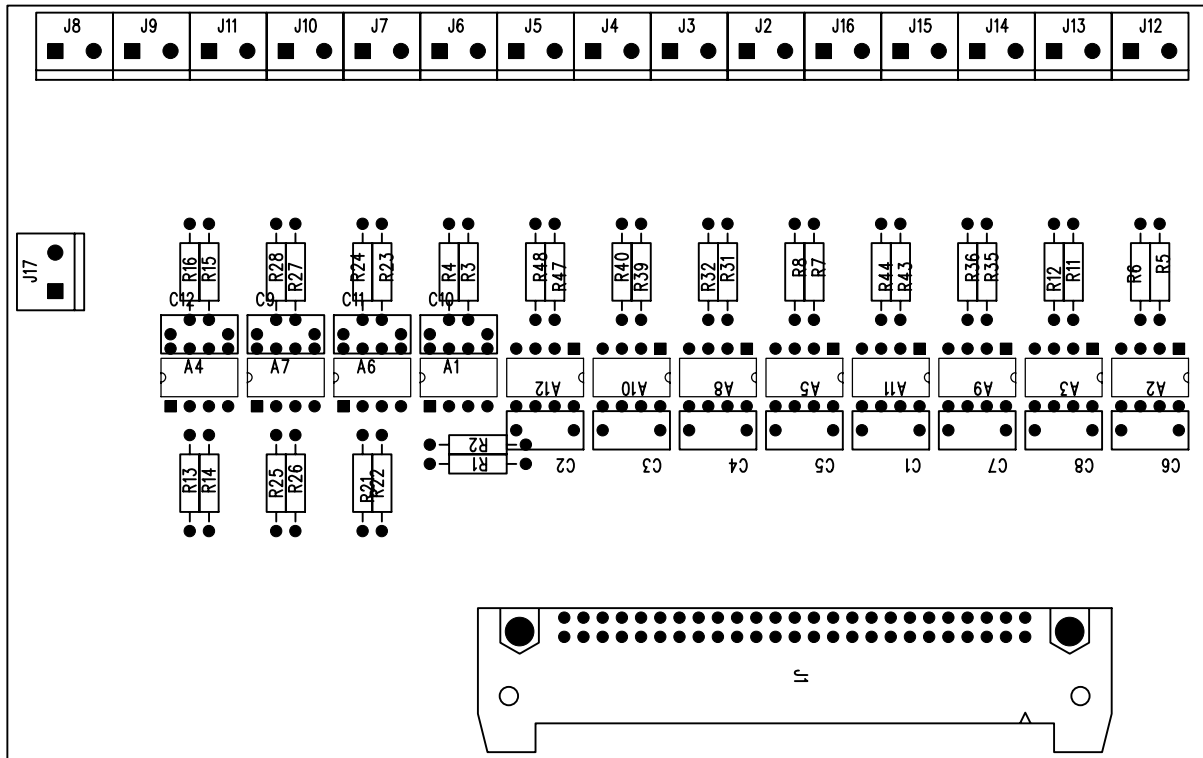 J8 J9 J11 J10 J7 J6 J5 J4 J3 J2 J16 J15 J14 J13 J12
J17
R16 R15 R28 R27 R24 R23 R4 R3 R48 R47 R40 R39 R32 R31 R8 R7 R44 R43 R36 R35 R12 R11 R6 R5
C12 C9 C11 C10
A4 A7 A6 A1 A12 A10 A8 A5 A11 A9 A3 A2
R2
R1
C2 C3 C4 C5 C1 C7 C8 C6
R13 R14 R25 R26 R21 R22
J1